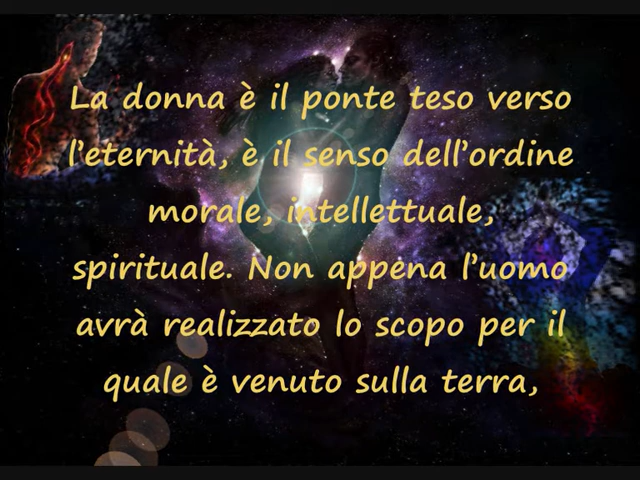 La donna è il ponte teso verso
l’eternità, è il senso dell’ordine
morale, intellettuale,
spirituale. Non appena l’uomo
avrà realizzato lo scopo per il
quale è venuto sulla terra,